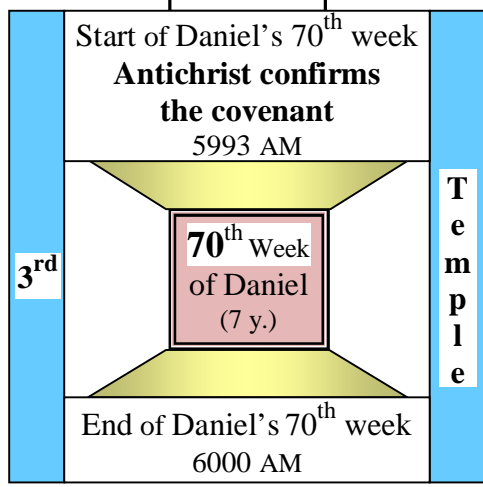 Start of Daniel's 70th week
Antichrist confirms
the covenant
5993 AM
3rd
70th Week
of Daniel
(7 y.)
Temple
End of Daniel's 70th week
6000 AM